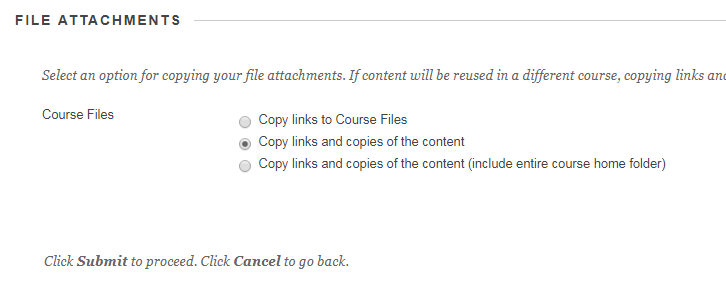 FILE ATTACHMENTS
Select an option for copying your file attachments. If content will be reused in a different course, copying links and
Course Files
Copy links to Course Files
Copy links and copies of the content
Copy links and copies of the content (include entire course home folder)
Click Submit to proceed. Click Cancel to go back.